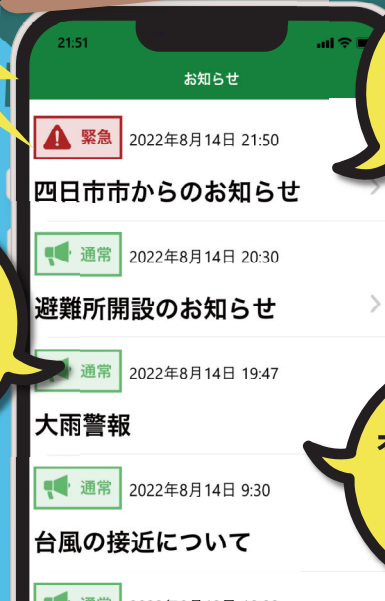 21:51
お知らせ
緊急 2022年8月14日 21:50
四日市市からのお知らせ
通常 2022年8月14日 20:30
避難所開設のお知らせ
通常 2022年8月14日 19:47
大雨警報
通常 2022年8月14日 9:30
台風の接近について